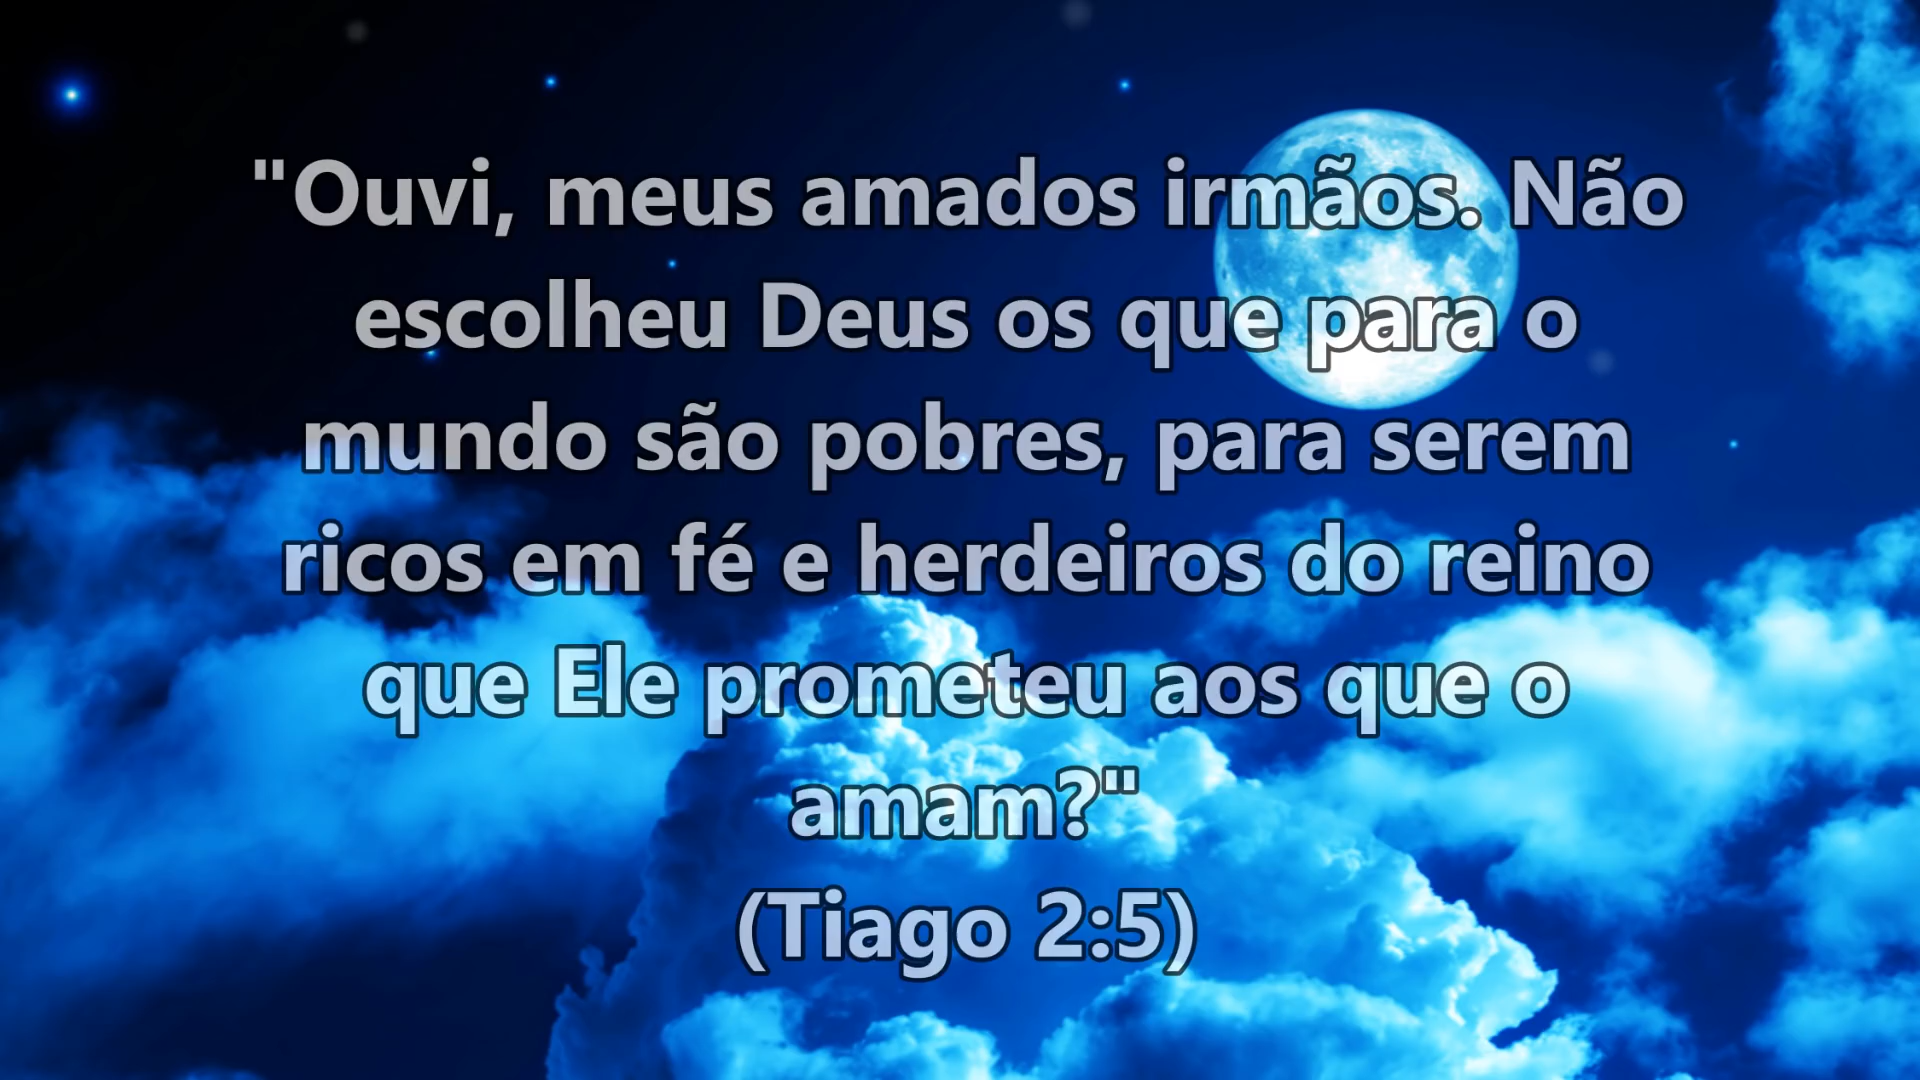 "Ouvi, meus amados irmãos. Não
escolheu Deus os que para o
mundo são pobres, para serem
ricos em fé e herdeiros do reino
que Ele prometeu aos que o
amam?"
(Tiago 2:5)